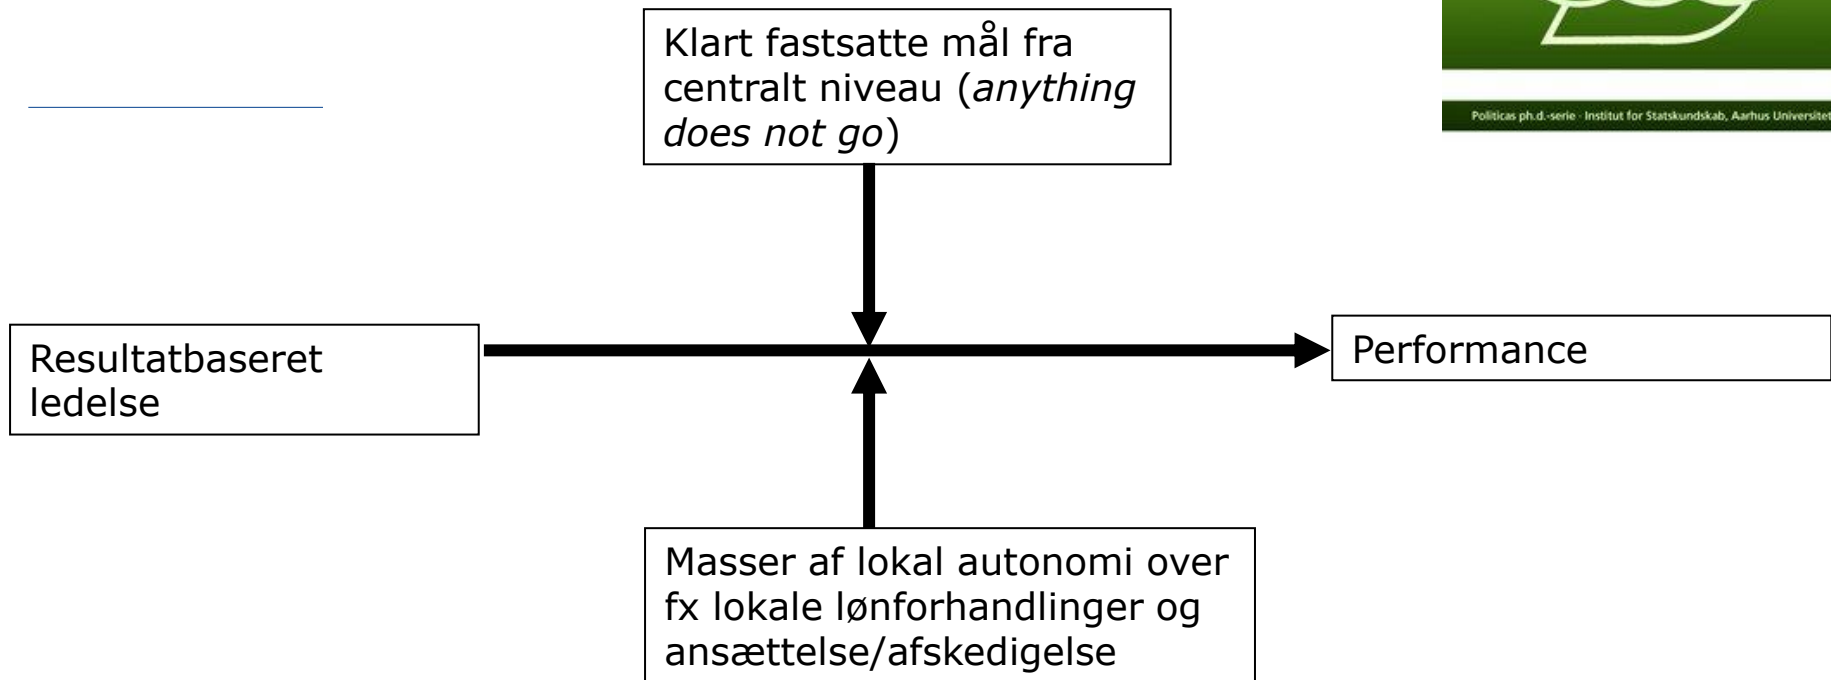 Klart fastsatte mål fra
centralt niveau (anything
does not go)
Politicas ph.d.-serie · Institut for Statskundskab, Aarhus Universitet
Resultatbaseret
ledelse
Performance
Masser af lokal autonomi over
fx lokale lønforhandlinger og
ansættelse/afskedigelse